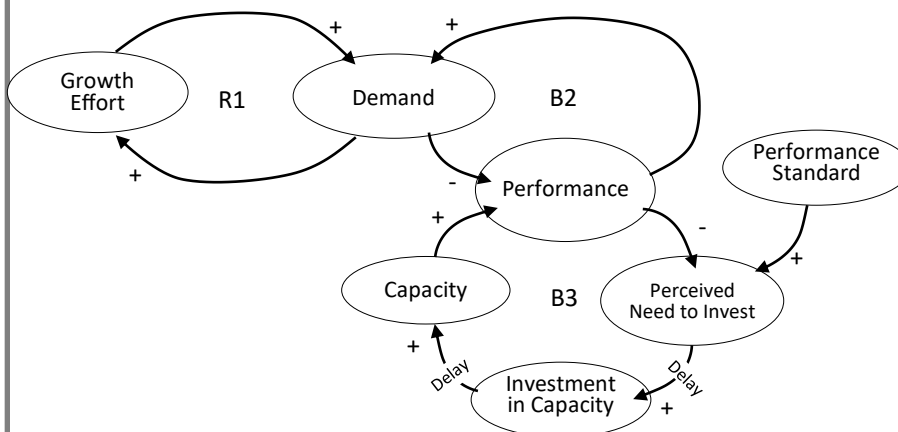 +
+
Growth
Effort
R1
Demand
B2
+
-
Performance
Performance
Standard
+
-
+
Capacity
B3
Perceived
Need to Invest
+
Delay
Delay
Investment
in Capacity
+